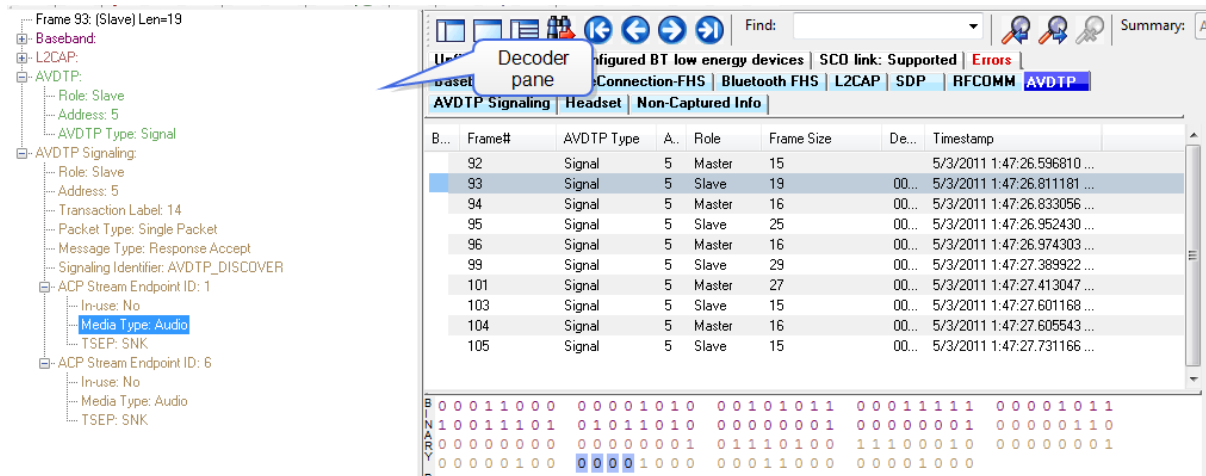 Frame 93: (Slave) Len=19
Baseband:
L2CAP:
AVDTP:
Role: Slave
Address: 5
AVDTP Type: Signal
AVDTP Signaling:
Role: Slave
Address: 5
Transaction Label: 14
Packet Type: Single Packet
Message Type: Response Accept
Signaling Identifier: AVDTP_DISCOVER
ACP Stream Endpoint ID: 1
In-use: No
Media Type: Audio
TSEP: SNK
ACP Stream Endpoint ID: 6
In-use: No
Media Type: Audio
TSEP: SNK
Decoder
pane
Find: Summary: A
figured BT low energy devices SCO link: Supported Errors
Connection-FHS Bluetooth FHS L2CAP SDP RFCOMM AVDTP
AVDTP Signaling Headset Non-Captured Info
B... Frame# AVDTP Type A.. Role Frame Size De... Timestamp
92 Signal 5 Master 15 5/3/2011 1:47:26.596810 ...
93 Signal 5 Slave 19 00... 5/3/2011 1:47:26.811181 ...
94 Signal 5 Master 16 00... 5/3/2011 1:47:26.833056 ...
95 Signal 5 Slave 25 00... 5/3/2011 1:47:26.952430 ...
96 Signal 5 Master 16 00... 5/3/2011 1:47:26.974303 ...
99 Signal 5 Slave 29 00... 5/3/2011 1:47:27.389922 ...
101 Signal 5 Master 27 00... 5/3/2011 1:47:27.413047 ...
103 Signal 5 Slave 15 00... 5/3/2011 1:47:27.601168 ...
104 Signal 5 Master 16 00... 5/3/2011 1:47:27.605543 ...
105 Signal 5 Slave 15 00... 5/3/2011 1:47:27.731166 ...
BINARY
00011000 00001010 00101011 00011111 00001011
10011011 01011010 00000001 00000001 00000110
00000000 00000001 01110100 11100010 00000001
00000100 00001000 00011000 00001000